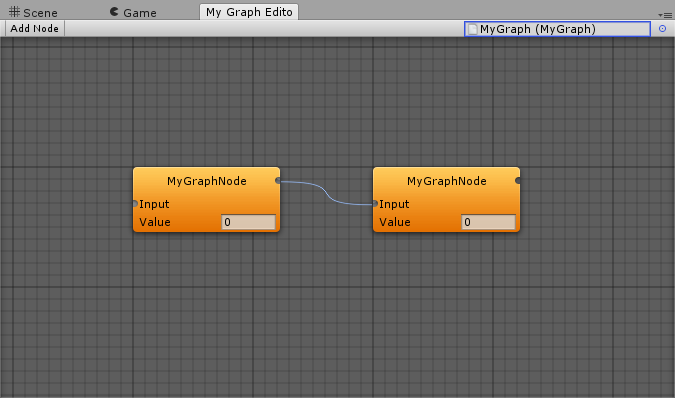 Scene Game My Graph Edito
Add Node MyGraph (MyGraph)
MyGraphNode
Input
Value 0
MyGraphNode
Input
Value 0